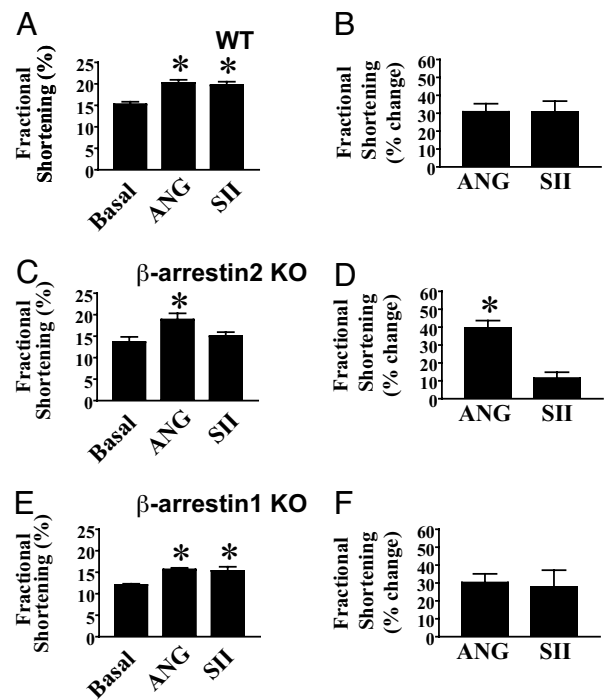 A
WT
Fractional
Shortening (%)
25
20
15
10
5
0
*
*
Basal
ANG
SII
B
Fractional
Shortening
(% change)
60
50
40
30
20
10
0
ANG
SII
C
β-arrestin2 KO
Fractional
Shortening (%)
25
20
15
10
5
0
*
Basal
ANG
SII
D
Fractional
Shortening
(% change)
60
50
40
30
20
10
0
*
ANG
SII
E
β-arrestin1 KO
Fractional
Shortening (%)
25
20
15
10
5
0
*
*
Basal
ANG
SII
F
Fractional
Shortening
(% change)
60
50
40
30
20
10
0
ANG
SII